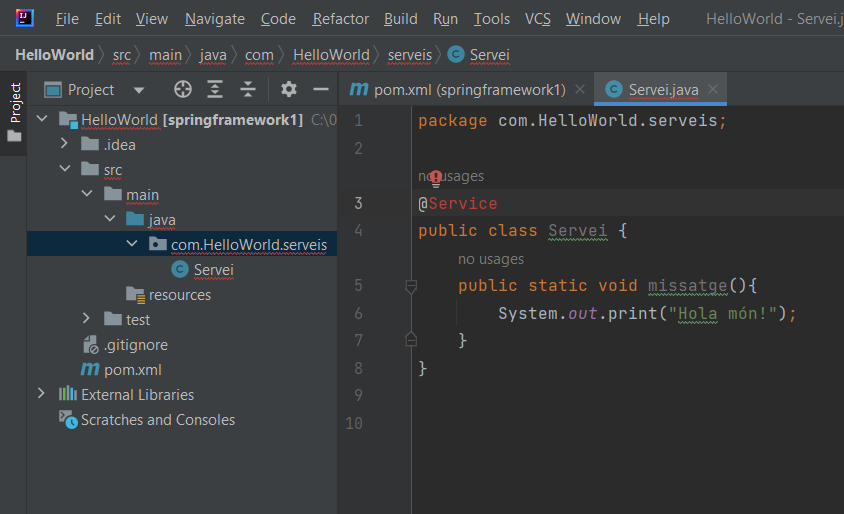 File Edit View Navigate Code Refactor Build Run Tools VCS Window Help HelloWorld - Servei.j
HelloWorld src main java com HelloWorld serveis Servei
Project
Project
pom.xml (springframework1) Servei.java
HelloWorld [springframework1] C:\0
.idea
src
main
java
com.HelloWorld.serveis
Servei
resources
test
.gitignore
pom.xml
External Libraries
Scratches and Consoles
1 package com.HelloWorld.serveis;
2
no usages
3 @Service
4 public class Servei {
no usages
5 public static void missatge(){
6 System.out.print("Hola món!");
7 }
8 }
9
10